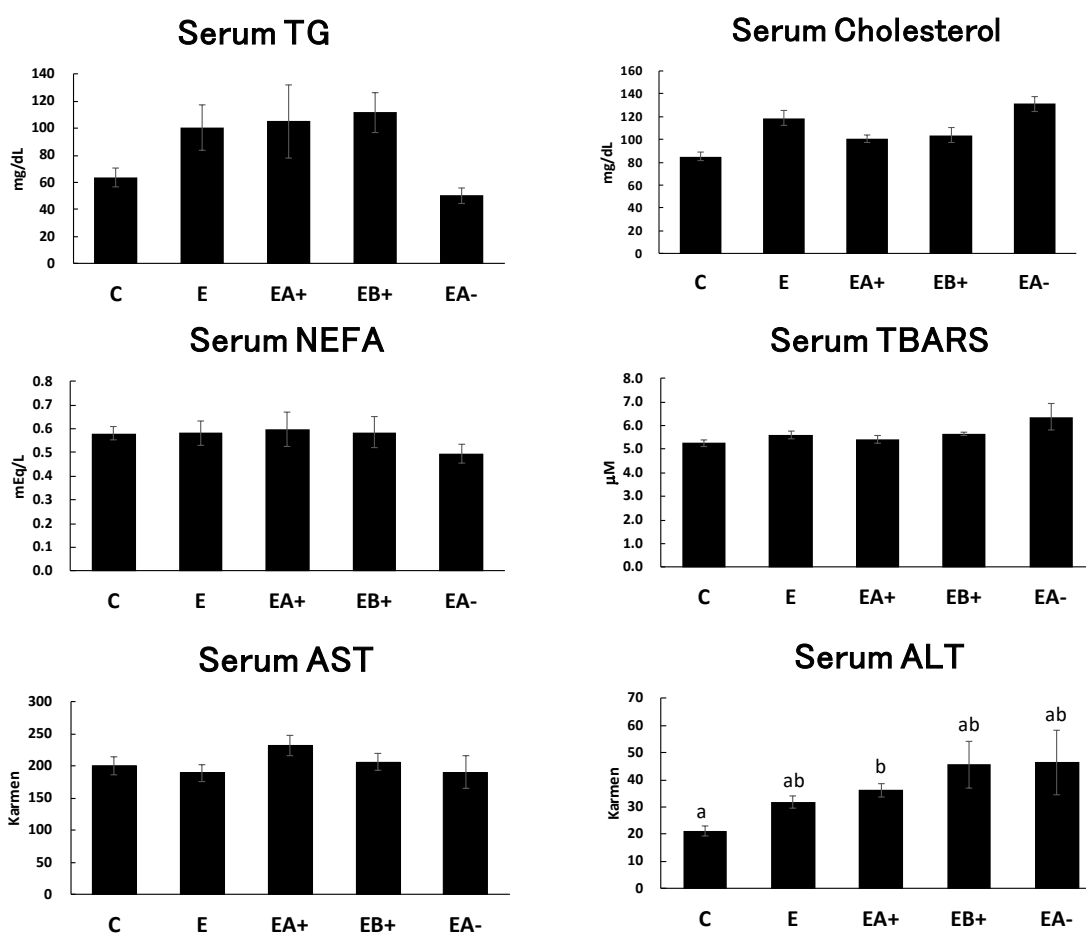 Serum TG
140
120
100
80
60
40
20
0
mg/dL
C E EA+ EB+ EA-
Serum Cholesterol
160
140
120
100
80
60
40
20
0
mg/dL
C E EA+ EB+ EA-
Serum NEFA
0.8
0.7
0.6
0.5
0.4
0.3
0.2
0.1
0.0
mEq/L
C E EA+ EB+ EA-
Serum TBARS
8.0
7.0
6.0
5.0
4.0
3.0
2.0
1.0
0.0
μM
C E EA+ EB+ EA-
Serum AST
300
250
200
150
100
50
0
Karmen
C E EA+ EB+ EA-
Serum ALT
70
60
50
40
30
20
10
0
Karmen
a ab b ab ab
C E EA+ EB+ EA-